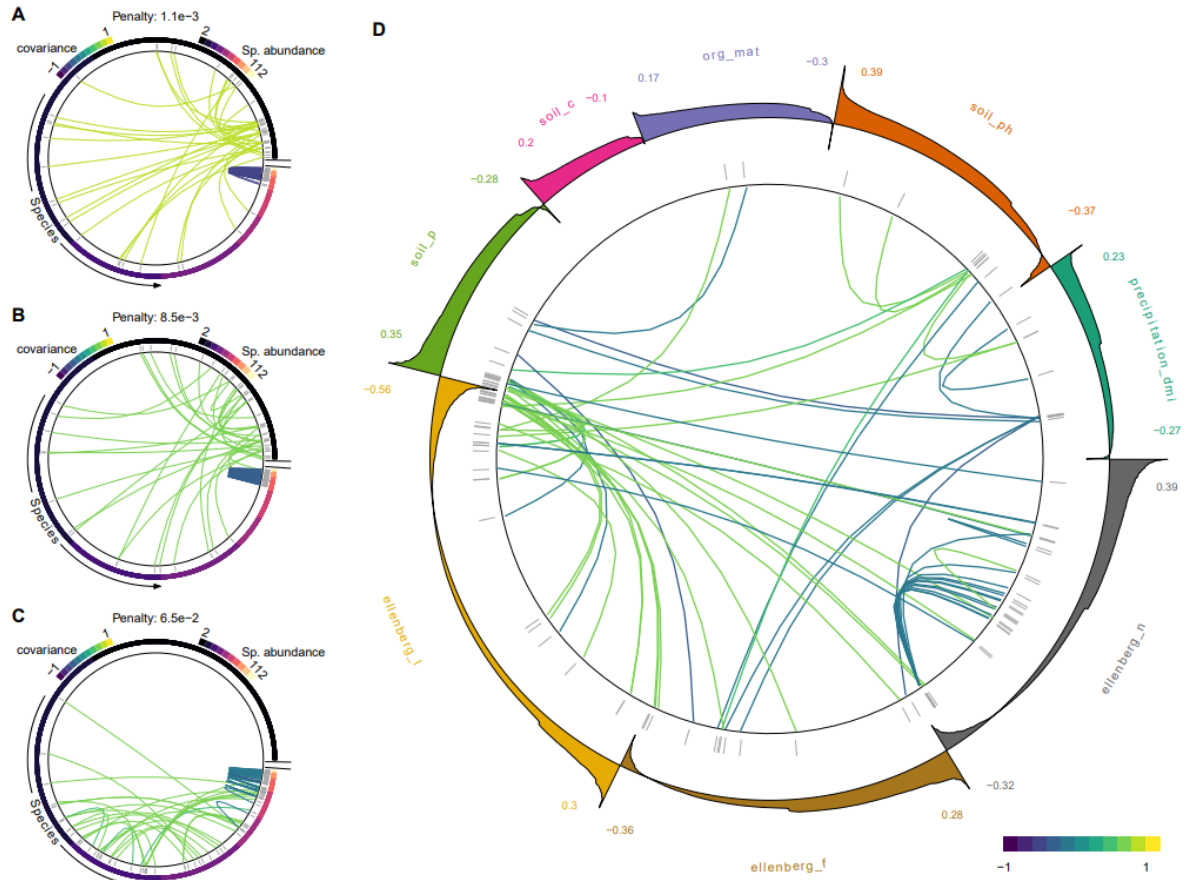 A
Penalty: 1.1e−3
covariance
−1
1
2
112
Sp. abundance
Species
B
Penalty: 8.5e−3
covariance
−1
1
2
112
Sp. abundance
Species
C
Penalty: 6.5e−2
covariance
−1
1
2
112
Sp. abundance
Species
D
org_mat
0.17
−0.3
soil_ph
0.39
−0.37
precipitation_dmi
0.23
−0.27
ellenberg_n
0.39
−0.32
ellenberg_f
0.28
−0.36
ellenberg_l
0.3
−0.56
soil_p
0.35
−0.28
soil_c
0.2
−0.1
−1
1